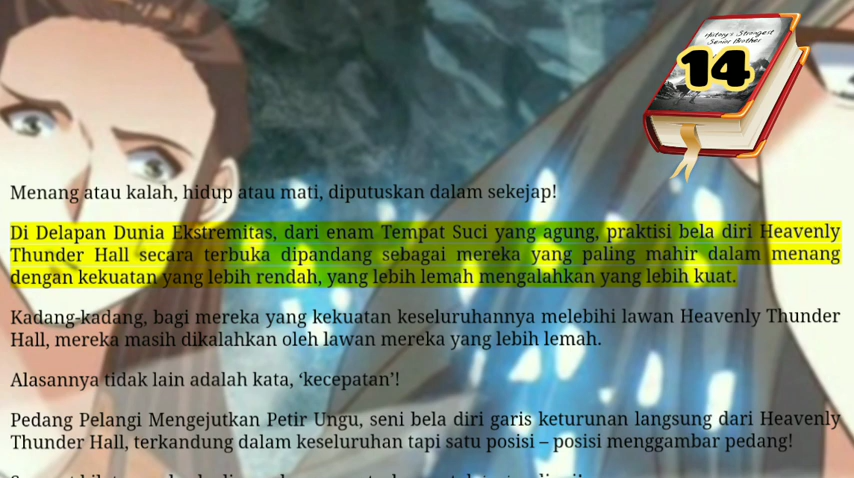 History's Strongest
Senior Brother
14
Menang atau kalah, hidup atau mati, diputuskan dalam sekejap!
Di Delapan Dunia Ekstremitas, dari enam Tempat Suci yang agung, praktisi bela diri Heavenly
Thunder Hall secara terbuka dipandang sebagai mereka yang paling mahir dalam menang
dengan kekuatan yang lebih rendah, yang lebih lemah mengalahkan yang lebih kuat.
Kadang-kadang, bagi mereka yang kekuatan keseluruhannya melebihi lawan Heavenly Thunder
Hall, mereka masih dikalahkan oleh lawan mereka yang lebih lemah.
Alasannya tidak lain adalah kata, ‘kecepatan’!
Pedang Pelangi Mengejutkan Petir Ungu, seni bela diri garis keturunan langsung dari Heavenly
Thunder Hall, terkandung dalam keseluruhan tapi satu posisi – posisi menggambar pedang!